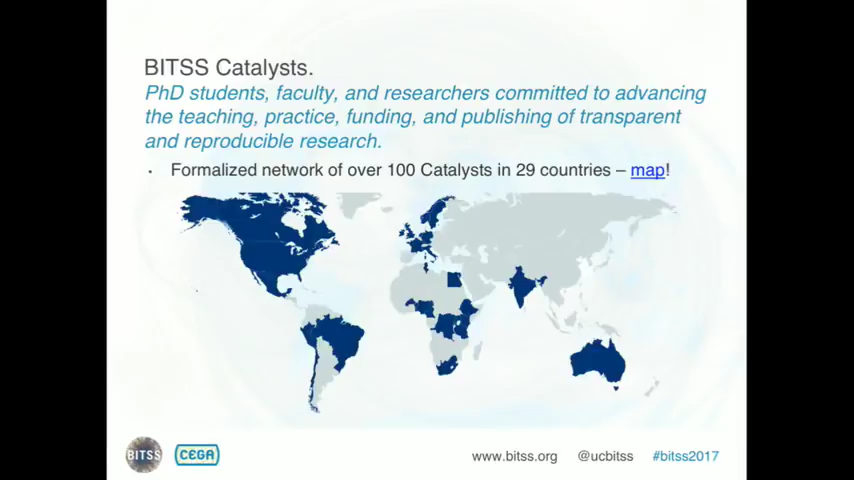 BITSS Catalysts.
PhD students, faculty, and researchers committed to advancing
the teaching, practice, funding, and publishing of transparent
and reproducible research.
• Formalized network of over 100 Catalysts in 29 countries – map!
BITSS CEGA www.bitss.org @ucbitss #bitss2017